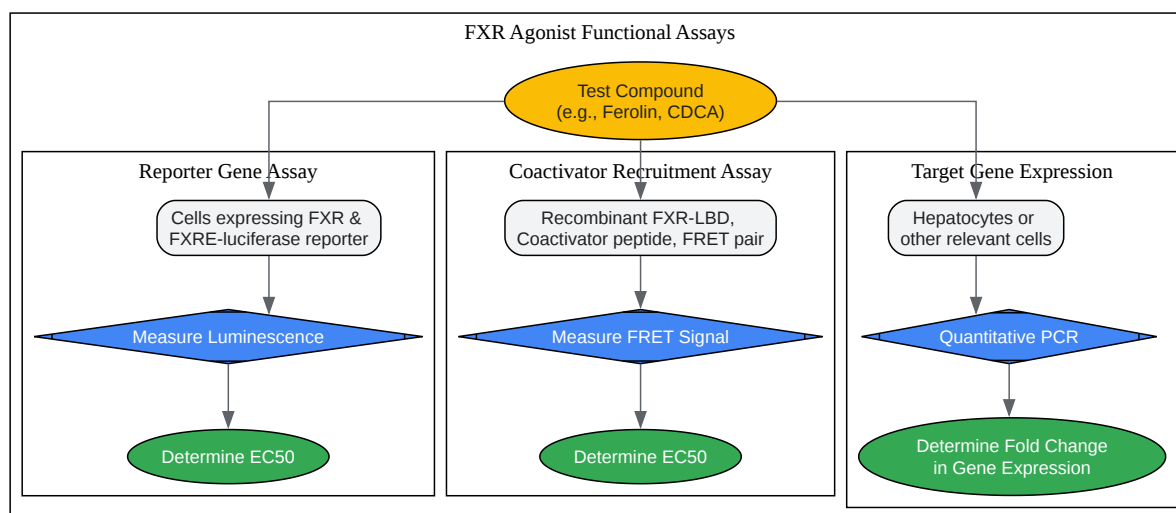 FXR Agonist Functional Assays
Test Compound
(e.g., Ferolin, CDCA)
Reporter Gene Assay
Cells expressing FXR &
FXRE-luciferase reporter
Measure Luminescence
Determine EC50
Coactivator Recruitment Assay
Recombinant FXR-LBD,
Coactivator peptide, FRET pair
Measure FRET Signal
Determine EC50
Target Gene Expression
Hepatocytes or
other relevant cells
Quantitative PCR
Determine Fold Change
in Gene Expression